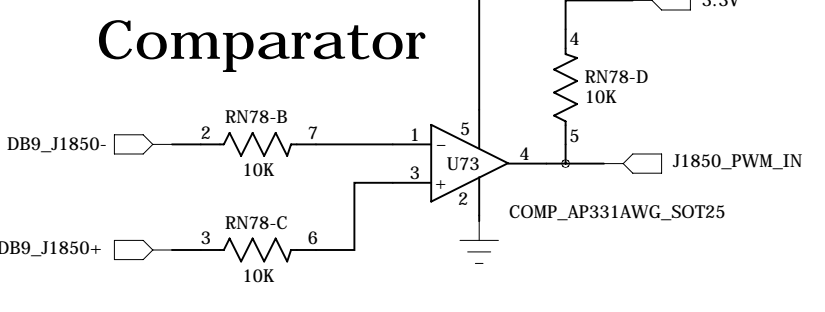 3.3V
Comparator
4
RN78-D
10K
5
RN78-B
DB9_J1850-
2
7
1
5
10K
U73
4
J1850_PWM_IN
3
2
COMP_AP331AWG_SOT25
RN78-C
DB9_J1850+
3
6
10K